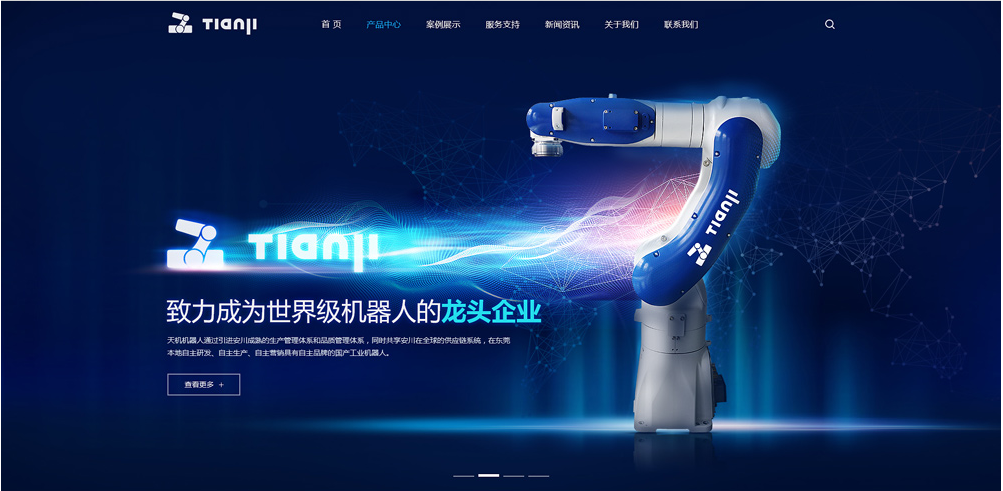 TIANJI
首 页
产品中心
案例展示
服务支持
新闻资讯
关于我们
联系我们
TIANJI
TIANJI
致力成为世界级机器人的龙头企业
天机机器人通过引进安川成熟的生产管理体系和品质管理体系，同时共享安川在全球的供应链系统，在东莞
本地自主研发、自主生产、自主营销具有自主品牌的国产工业机器人。
查看更多 +